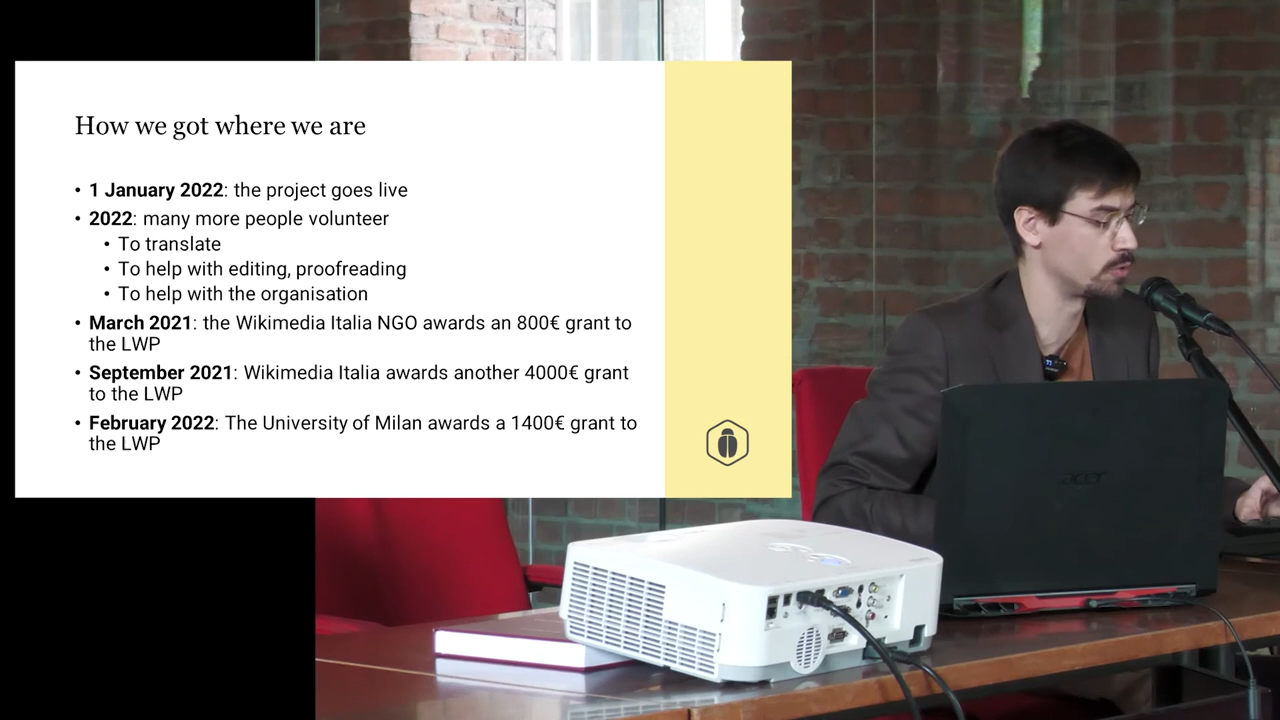 How we got where we are
• 1 January 2022: the project goes live
• 2022: many more people volunteer
• To translate
• To help with editing, proofreading
• To help with the organisation
• March 2021: the Wikimedia Italia NGO awards an 800€ grant to
the LWP
• September 2021: Wikimedia Italia awards another 4000€ grant
to the LWP
• February 2022: The University of Milan awards a 1400€ grant to
the LWP
acer